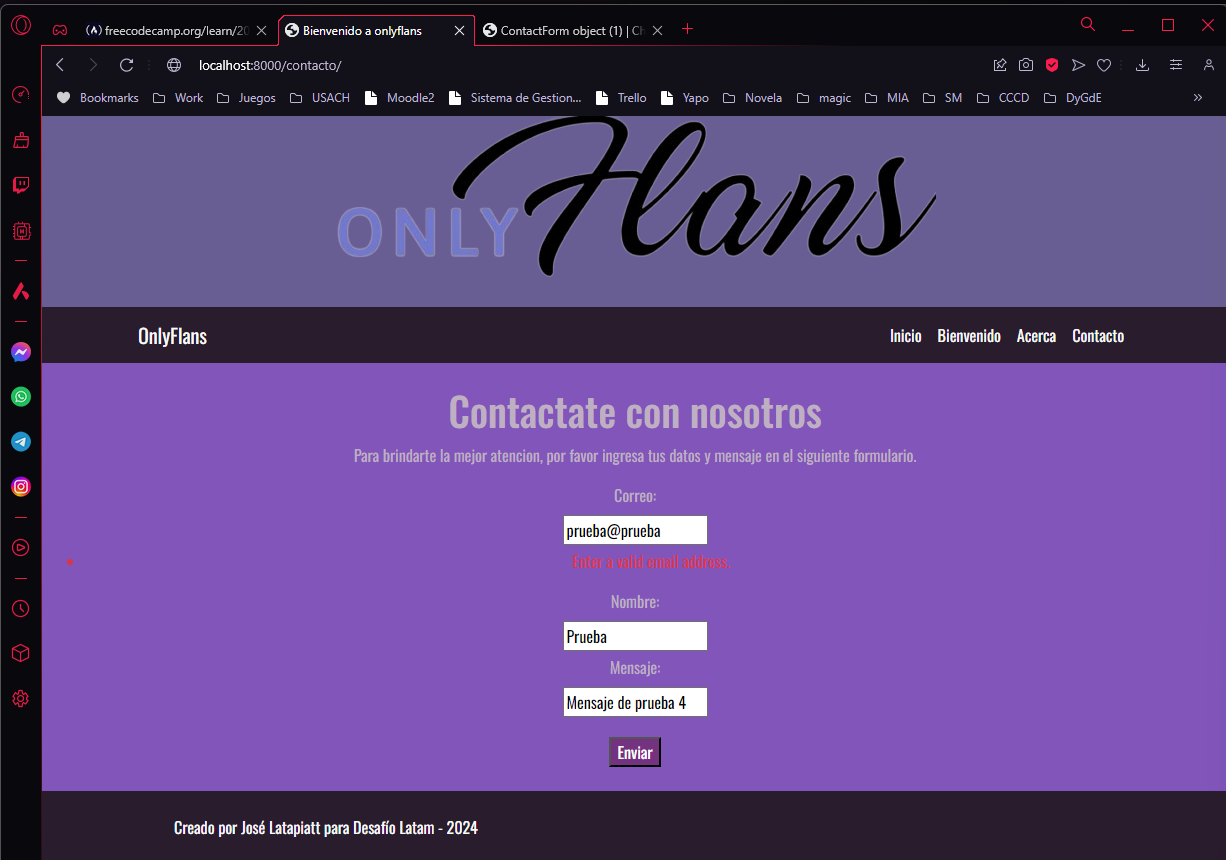 freecodecamp.org/learn/20
Bienvenido a onlyflans
ContactForm object (1) | Ch
localhost:8000/contacto/
Bookmarks Work Juegos USACH Moodle2 Sistema de Gestion... Trello Yapo Novela magic MIA SM CCCD DyGdE
ONLY Flans
OnlyFlans Inicio Bienvenido Acerca Contacto
Contactate con nosotros
Para brindarte la mejor atencion, por favor ingresa tus datos y mensaje en el siguiente formulario.
Correo:
prueba@prueba
Enter a valid email address.
Nombre:
Prueba
Mensaje:
Mensaje de prueba 4
Enviar
Creado por José Latapiatt para Desafío Latam - 2024